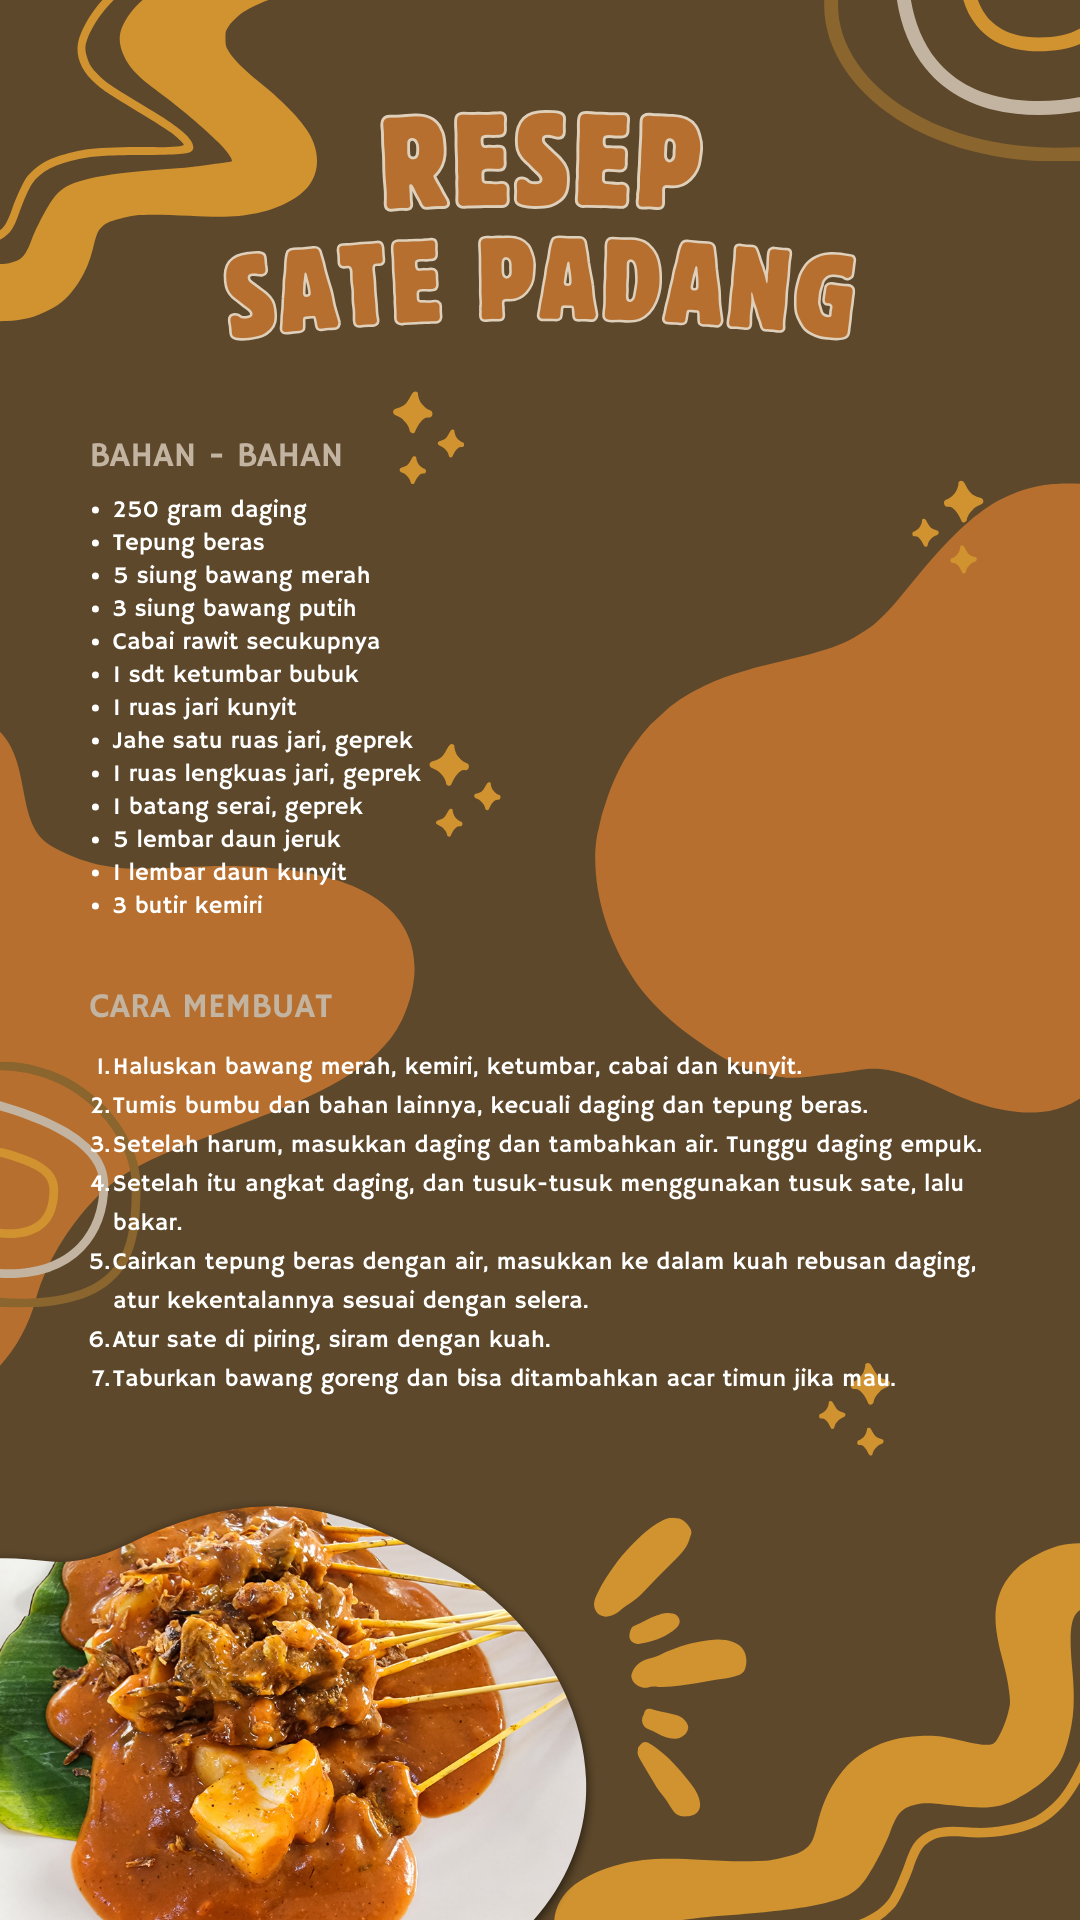 RESEP
SATE PADANG
BAHAN - BAHAN
• 250 gram daging
• Tepung beras
• 5 siung bawang merah
• 3 siung bawang putih
• Cabai rawit secukupnya
• 1 sdt ketumbar bubuk
• 1 ruas jari kunyit
• Jahe satu ruas jari, geprek
• 1 ruas lengkuas jari, geprek
• 1 batang serai, geprek
• 5 lembar daun jeruk
• 1 lembar daun kunyit
• 3 butir kemiri
CARA MEMBUAT
1. Haluskan bawang merah, kemiri, ketumbar, cabai dan kunyit.
2. Tumis bumbu dan bahan lainnya, kecuali daging dan tepung beras.
3. Setelah harum, masukkan daging dan tambahkan air. Tunggu daging empuk.
4. Setelah itu angkat daging, dan tusuk-tusuk menggunakan tusuk sate, lalu
bakar.
5. Cairkan tepung beras dengan air, masukkan ke dalam kuah rebusan daging,
atur kekentalannya sesuai dengan selera.
6. Atur sate di piring, siram dengan kuah.
7. Taburkan bawang goreng dan bisa ditambahkan acar timun jika mau.